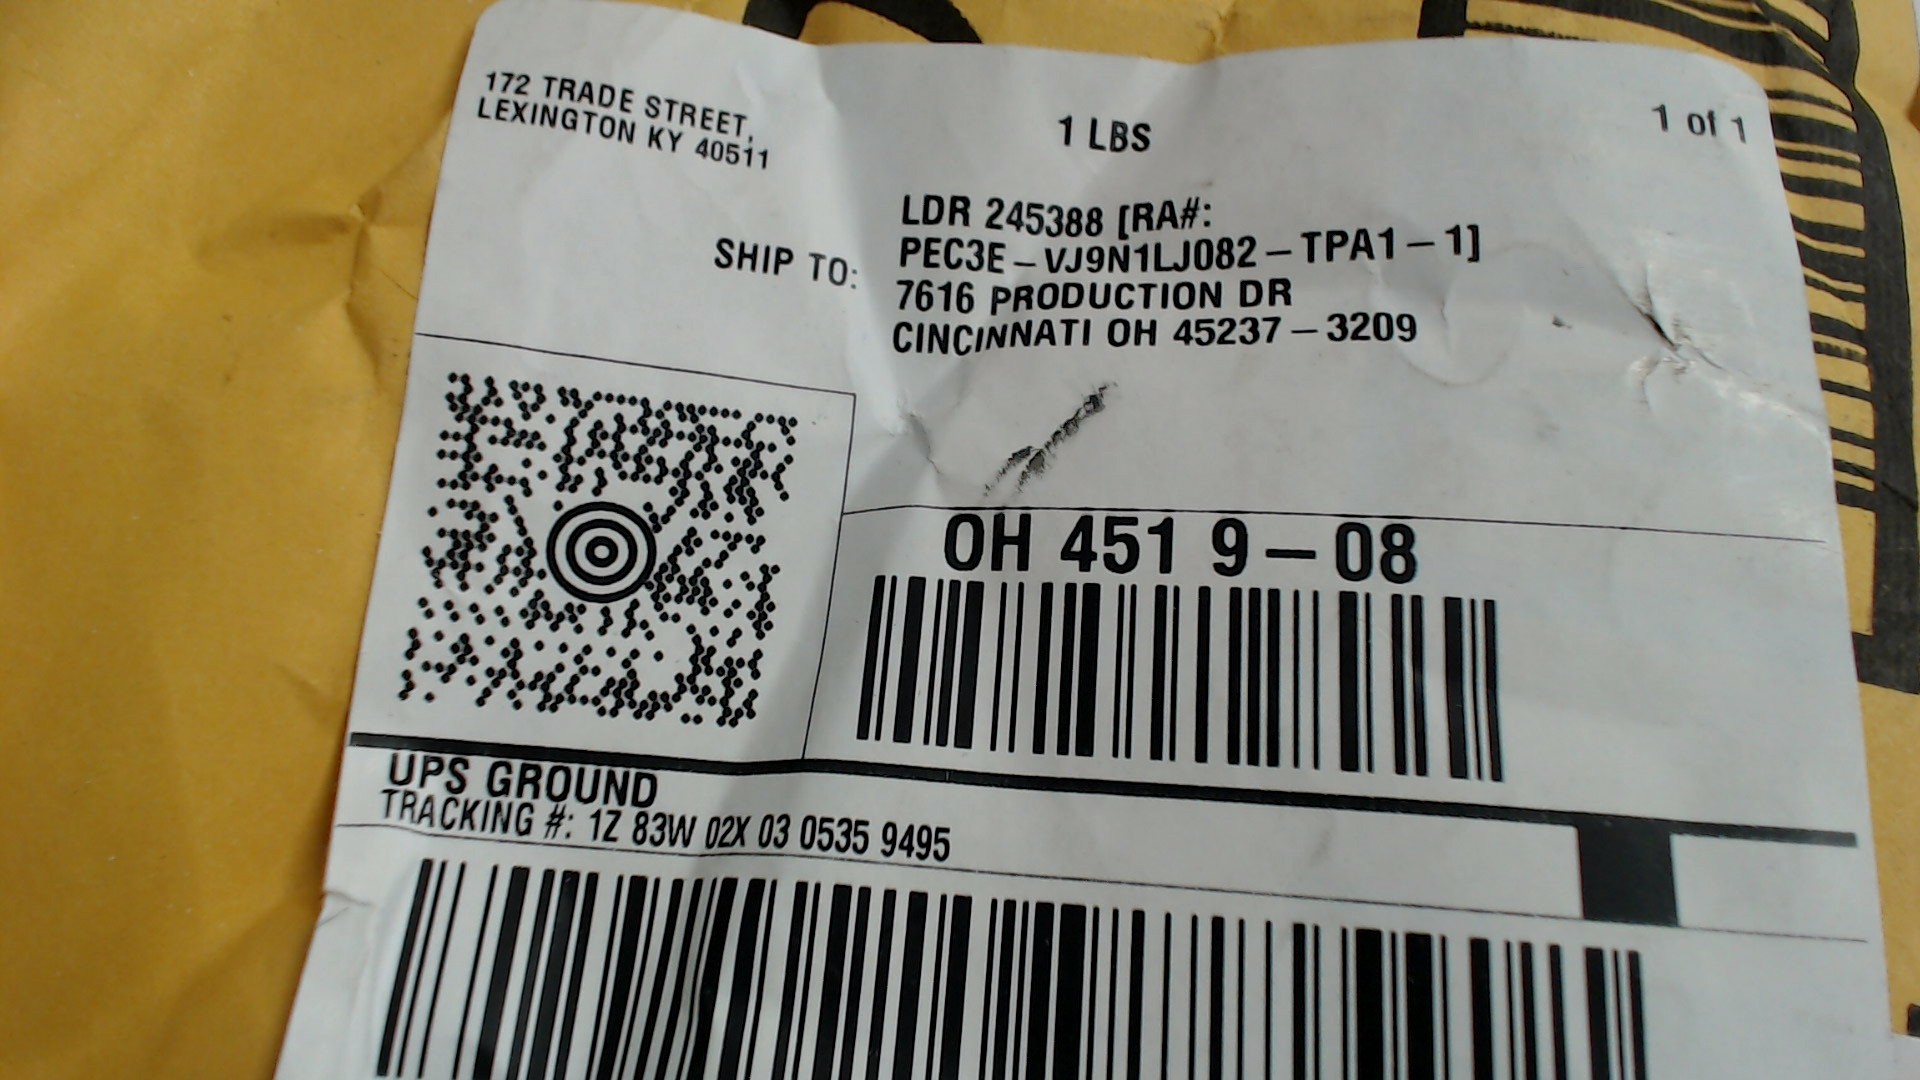 172 TRADE STREET,
LEXINGTON KY 40511
1 LBS
1 of 1
SHIP TO:
LDR 245388 [RA#:
PEC3E-VJ9N1LJ082-TPA1-1]
7616 PRODUCTION DR
CINCINNATI OH 45237-3209
OH 451 9-08
UPS GROUND
TRACKING #: 1Z 83W 02X 03 0535 9495